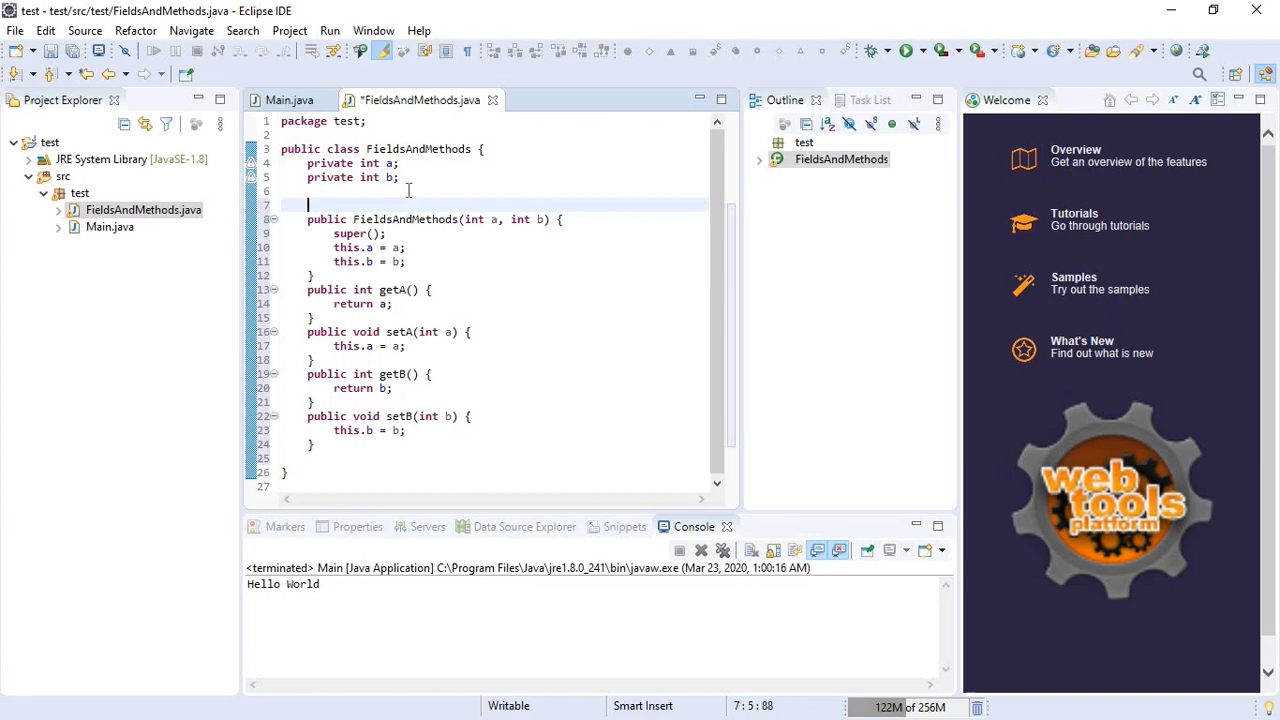 test - test/src/test/FieldsAndMethods.java - Eclipse IDE
File Edit Source Refactor Navigate Search Project Run Window Help
Project Explorer
Main.java
*FieldsAndMethods.java
Outline
Task List
Welcome
test
JRE System Library [JavaSE-1.8]
src
test
FieldsAndMethods.java
Main.java
1 package test;
2
3 public class FieldsAndMethods {
4 private int a;
5 private int b;
6
7
8 public FieldsAndMethods(int a, int b) {
9 super();
10 this.a = a;
11 this.b = b;
12 }
13 public int getA() {
14 return a;
15 }
16 public void setA(int a) {
17 this.a = a;
18 }
19 public int getB() {
20 return b;
21 }
22 public void setB(int b) {
23 this.b = b;
24 }
25
26 }
27
test
FieldsAndMethods
Overview
Get an overview of the features
Tutorials
Go through tutorials
Samples
Try out the samples
What's New
Find out what is new
web
tools
platform
Markers Properties Servers Data Source Explorer Snippets Console
<terminated> Main [Java Application] C:\Program Files\Java\jre1.8.0_241\bin\javaw.exe (Mar 23, 2020, 1:00:16 AM)
Hello World
Writable
Smart Insert
7 : 5 : 88
122M of 256M